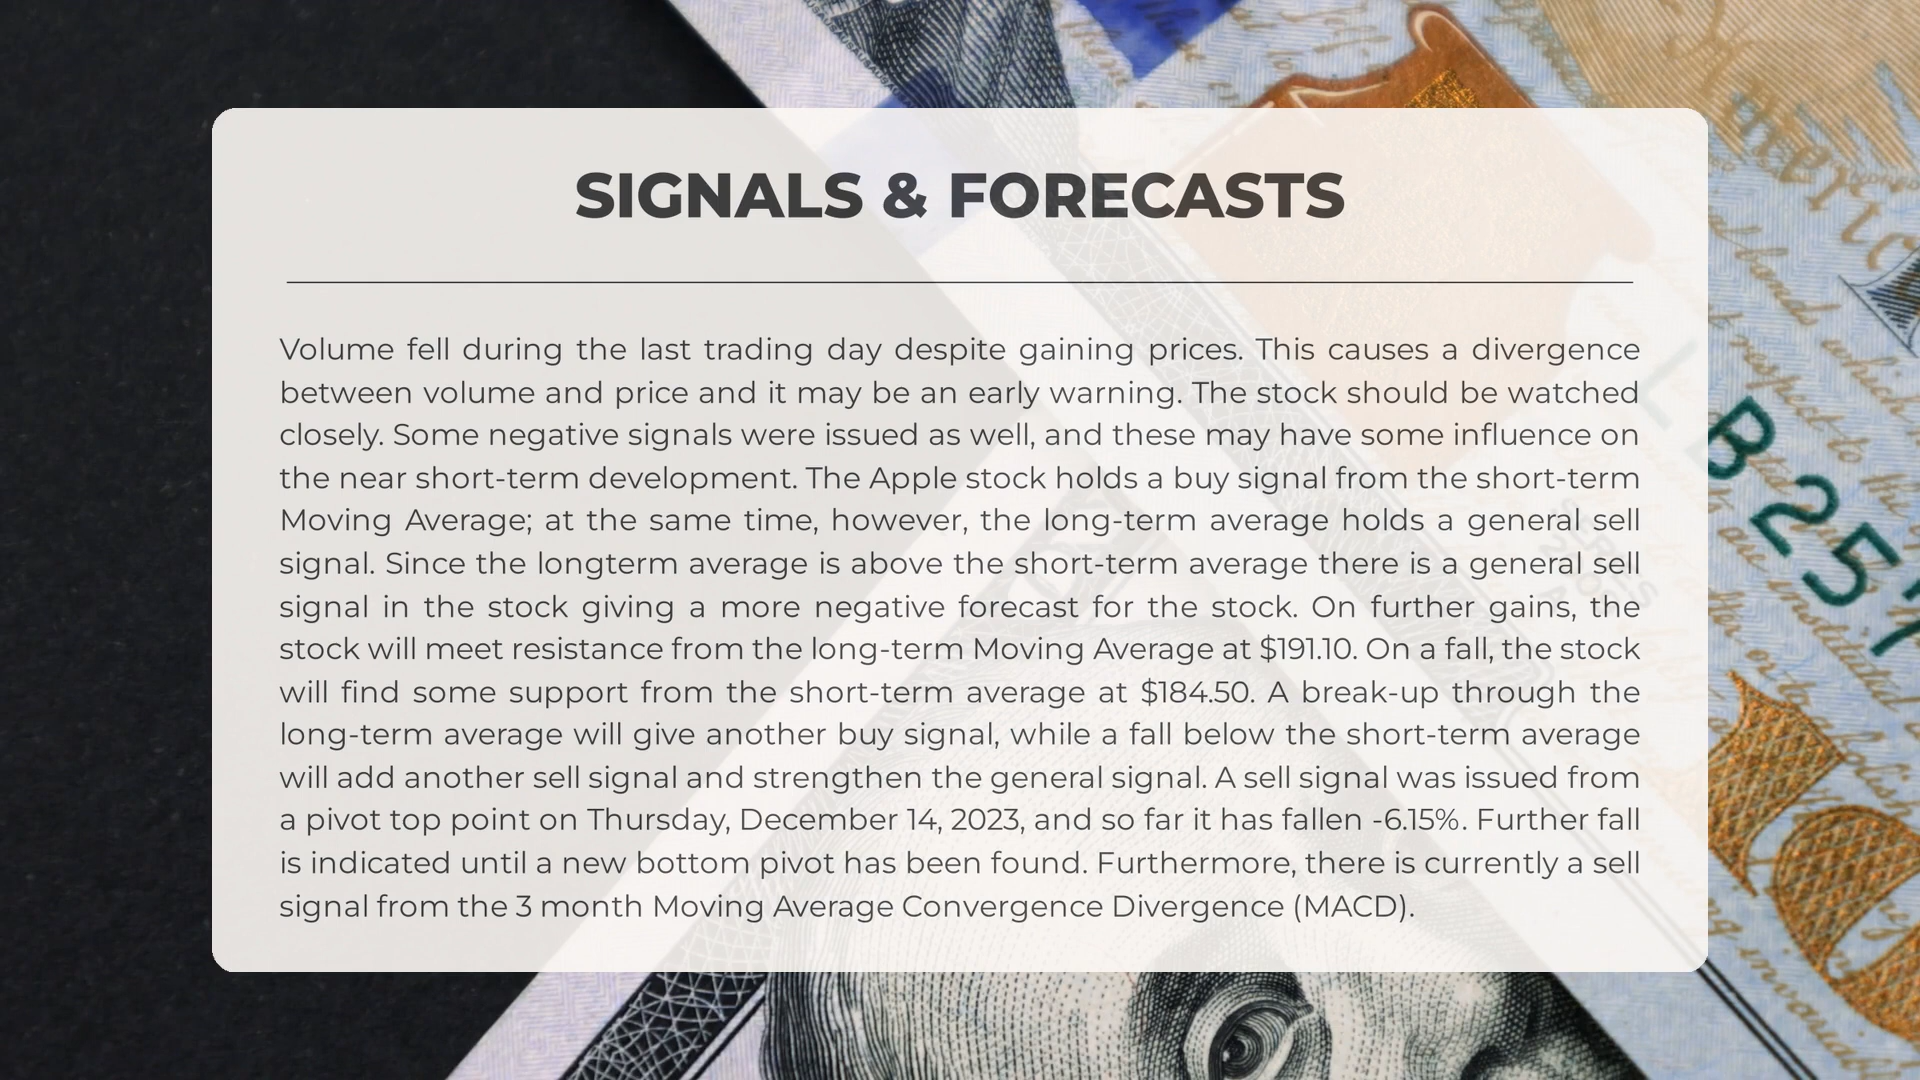 SIGNALS & FORECASTS
Volume fell during the last trading day despite gaining prices. This causes a divergence
between volume and price and it may be an early warning. The stock should be watched
closely. Some negative signals were issued as well, and these may have some influence on
the near short-term development. The Apple stock holds a buy signal from the short-term
Moving Average; at the same time, however, the long-term average holds a general sell
signal. Since the longterm average is above the short-term average there is a general sell
signal in the stock giving a more negative forecast for the stock. On further gains, the
stock will meet resistance from the long-term Moving Average at $191.10. On a fall, the stock
will find some support from the short-term average at $184.50. A break-up through the
long-term average will give another buy signal, while a fall below the short-term average
will add another sell signal and strengthen the general signal. A sell signal was issued from
a pivot top point on Thursday, December 14, 2023, and so far it has fallen -6.15%. Further fall
is indicated until a new bottom pivot has been found. Furthermore, there is currently a sell
signal from the 3 month Moving Average Convergence Divergence (MACD).
LB257